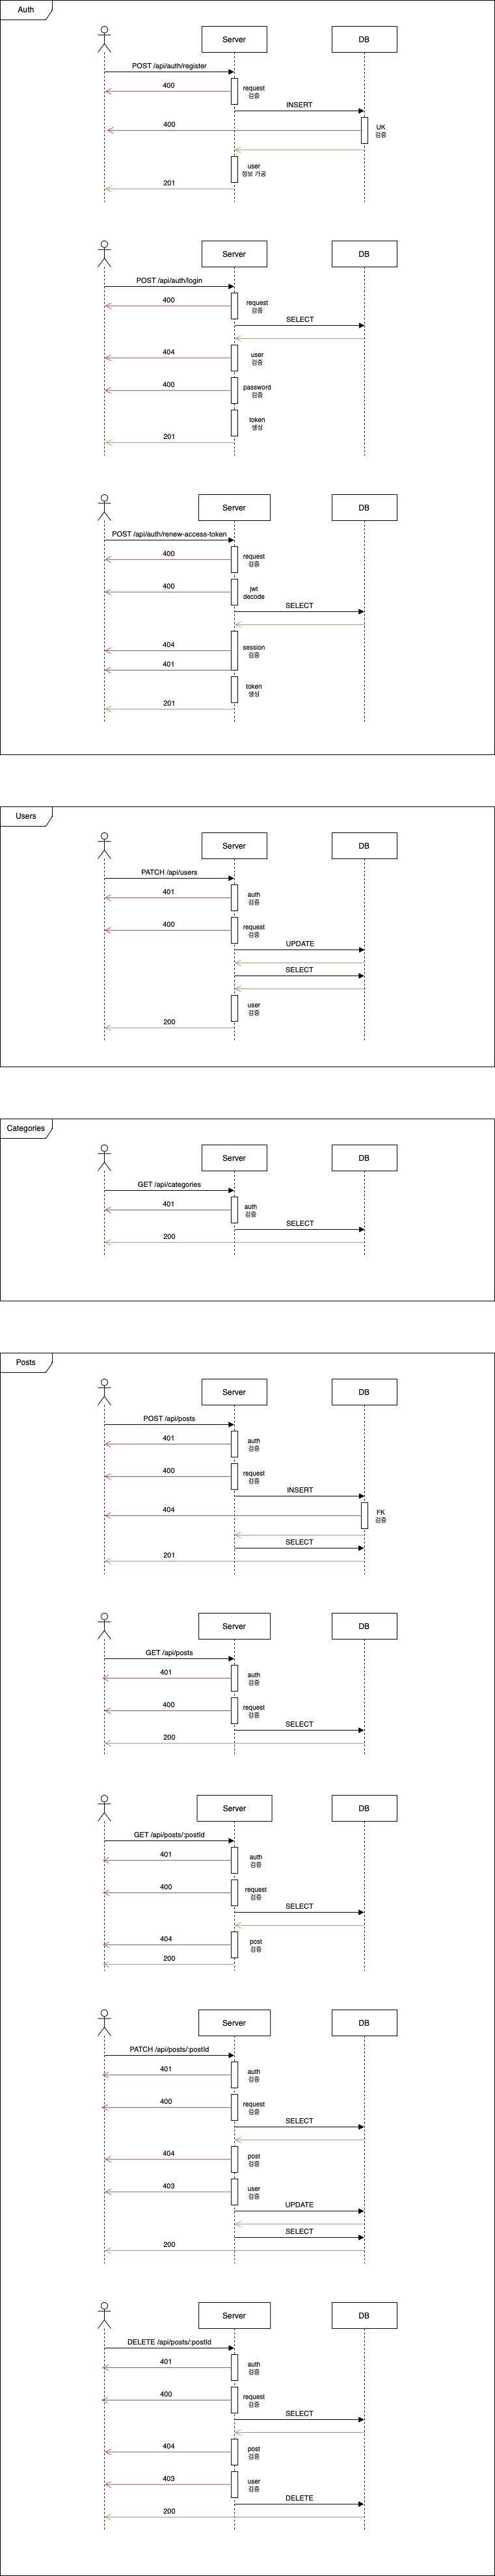 Auth
Server
DB
POST /api/auth/register
400
request
검증
INSERT
400
UK
검증
user
정보 가공
201
Server
DB
POST /api/auth/login
400
request
검증
SELECT
404
user
검증
400
password
검증
token
생성
201
Server
DB
POST /api/auth/renew-access-token
400
request
검증
400
jwt
decode
SELECT
404
session
검증
401
token
생성
201
Users
Server
DB
PATCH /api/users
401
auth
검증
400
request
검증
UPDATE
SELECT
user
검증
200
Categories
Server
DB
GET /api/categories
401
auth
검증
SELECT
200
Posts
Server
DB
POST /api/posts
401
auth
검증
400
request
검증
INSERT
404
FK
검증
SELECT
201
Server
DB
GET /api/posts
401
auth
검증
400
request
검증
SELECT
200
Server
DB
GET /api/posts/:postId
401
auth
검증
400
request
검증
SELECT
404
post
검증
200
Server
DB
PATCH /api/posts/:postId
401
auth
검증
400
request
검증
SELECT
404
post
검증
403
user
검증
UPDATE
SELECT
200
Server
DB
DELETE /api/posts/:postId
401
auth
검증
400
request
검증
SELECT
404
post
검증
403
user
검증
DELETE
200